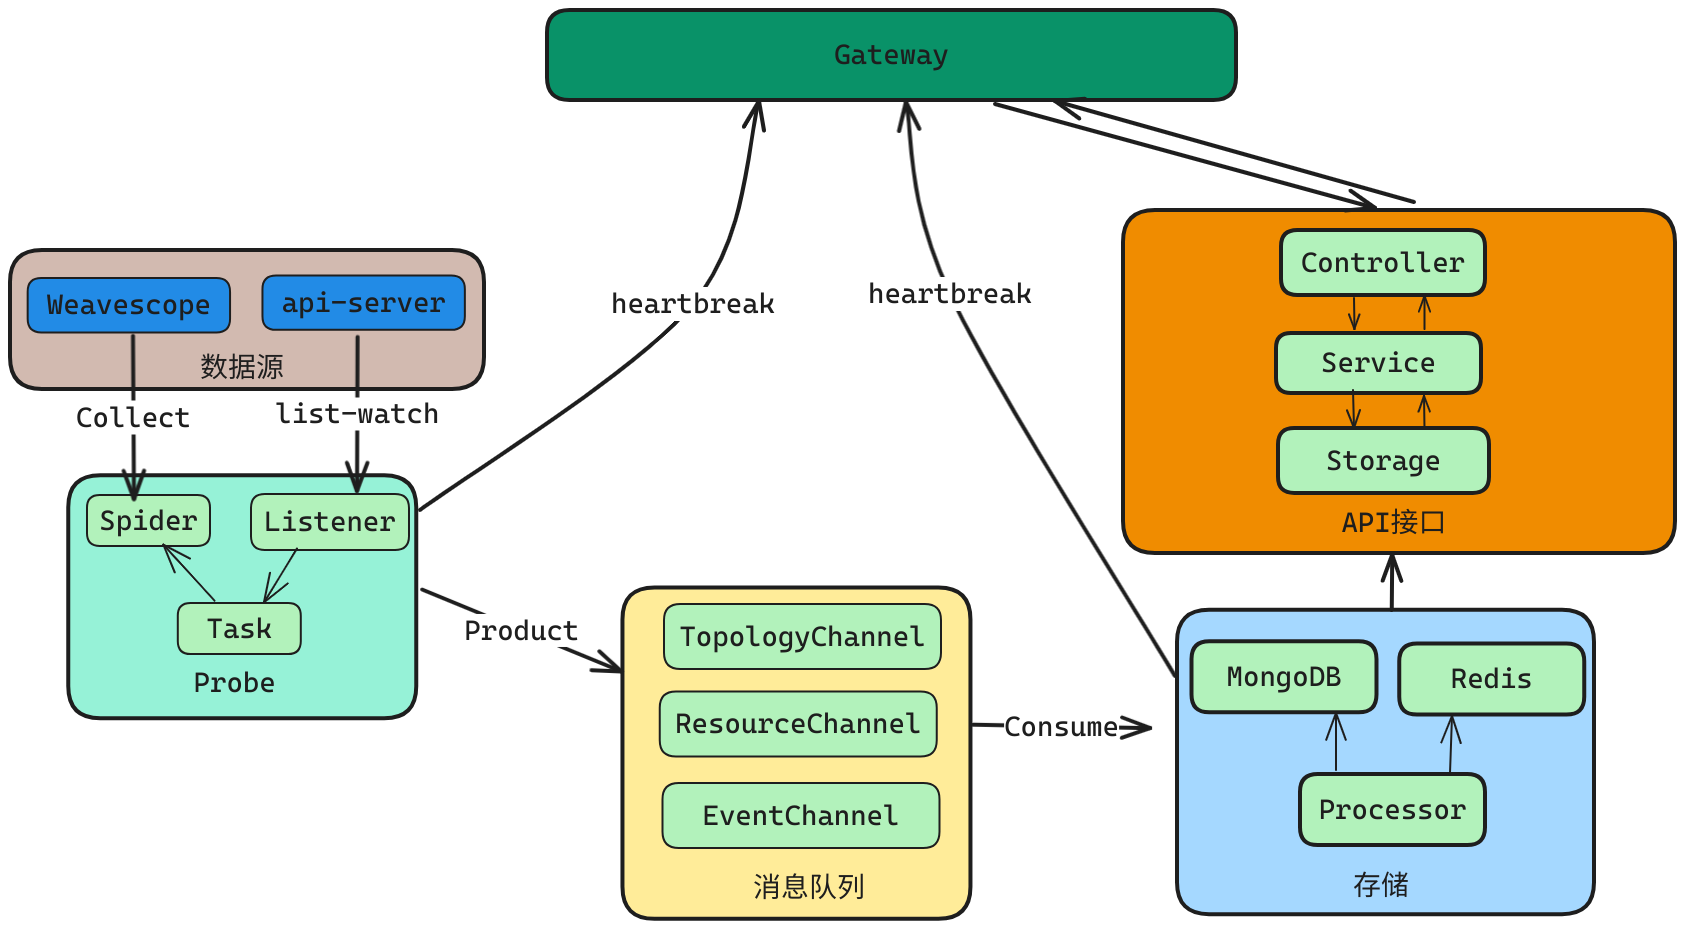 Gateway
heartbreak
heartbreak
Weavescope
api-server
数据源
Collect
list-watch
Spider
Listener
Task
Probe
Product
TopologyChannel
ResourceChannel
EventChannel
消息队列
Consume
Controller
Service
Storage
API接口
MongoDB
Redis
Processor
存储